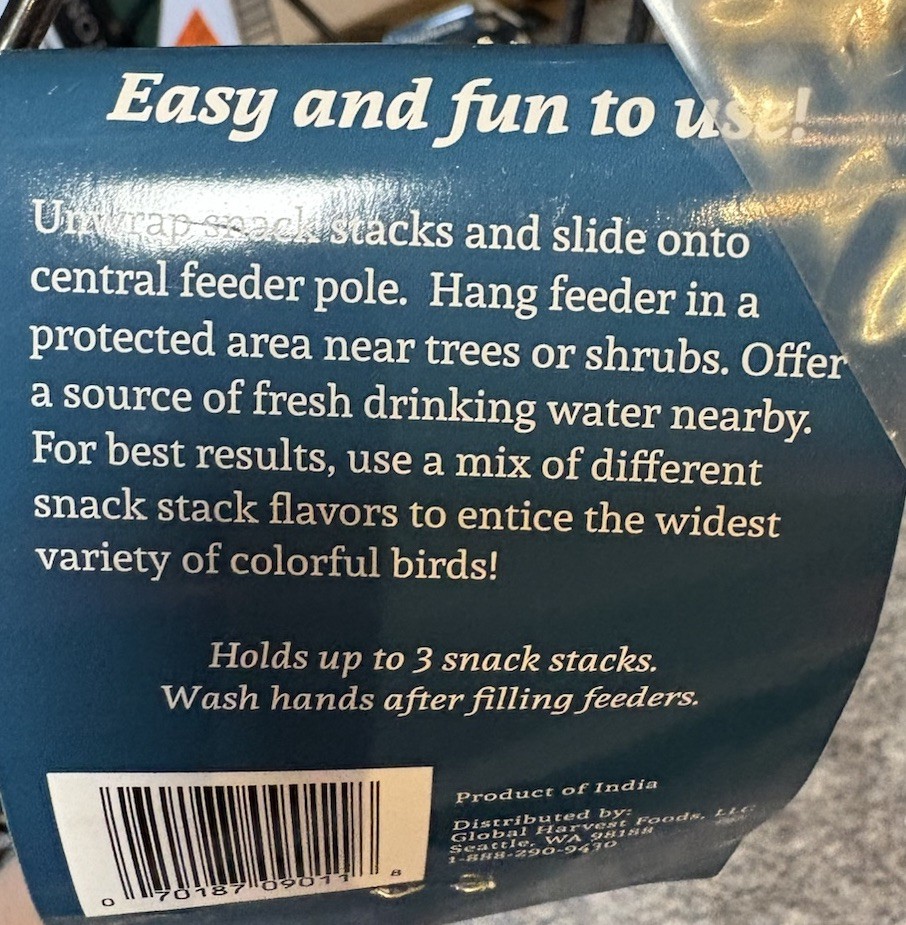 Easy and fun to use!
Unwrap snack stacks and slide onto
central feeder pole. Hang feeder in a
protected area near trees or shrubs. Offer
a source of fresh drinking water nearby.
For best results, use a mix of different
snack stack flavors to entice the widest
variety of colorful birds!
Holds up to 3 snack stacks.
Wash hands after filling feeders.
Product of India
Distributed by:
Global Harvest Foods, LLC
Seattle, WA 98188
1-888-290-9430
0 70187 09011 8